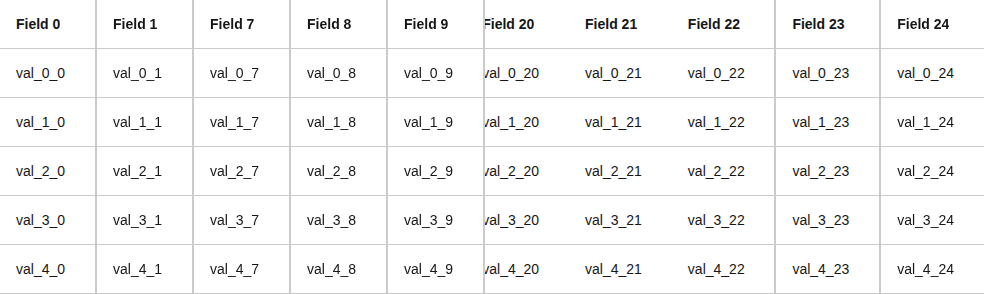 Field 0 Field 1 Field 7 Field 8 Field 9 Field 20 Field 21 Field 22 Field 23 Field 24
val_0_0 val_0_1 val_0_7 val_0_8 val_0_9 val_0_20 val_0_21 val_0_22 val_0_23 val_0_24
val_1_0 val_1_1 val_1_7 val_1_8 val_1_9 val_1_20 val_1_21 val_1_22 val_1_23 val_1_24
val_2_0 val_2_1 val_2_7 val_2_8 val_2_9 val_2_20 val_2_21 val_2_22 val_2_23 val_2_24
val_3_0 val_3_1 val_3_7 val_3_8 val_3_9 val_3_20 val_3_21 val_3_22 val_3_23 val_3_24
val_4_0 val_4_1 val_4_7 val_4_8 val_4_9 val_4_20 val_4_21 val_4_22 val_4_23 val_4_24